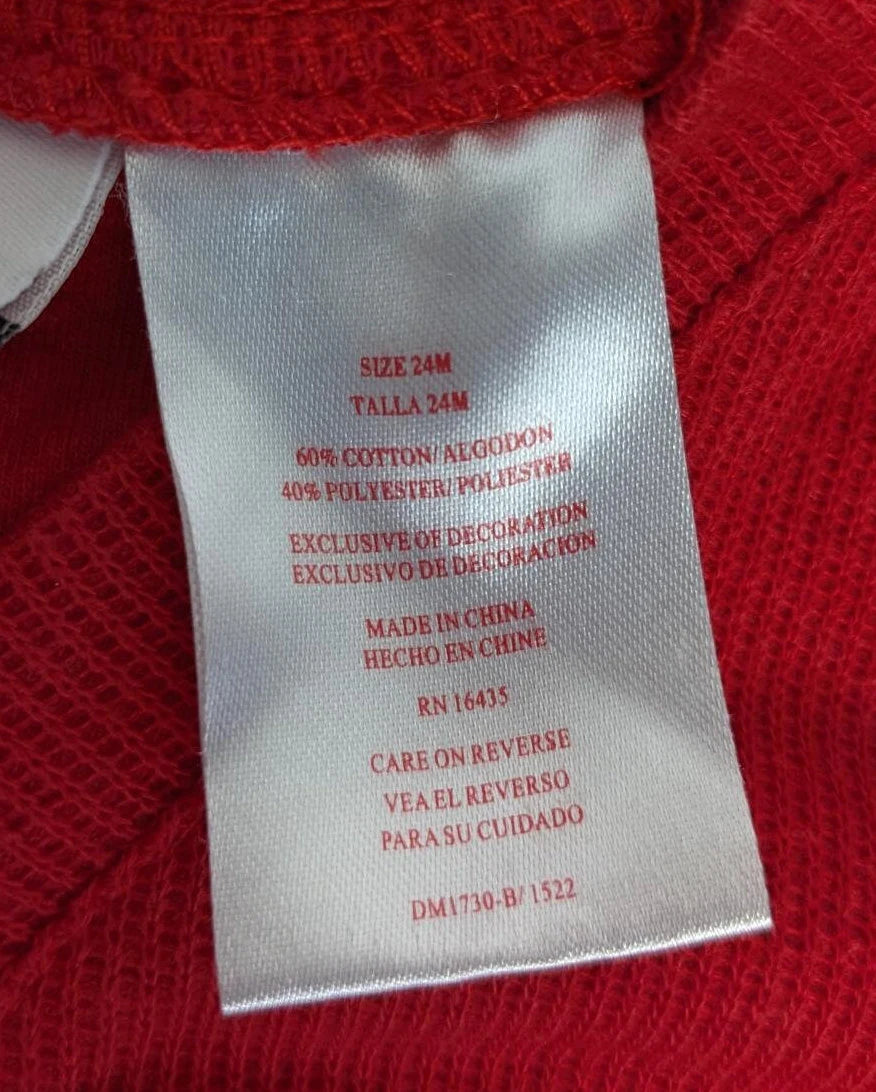 SIZE 24M
TALLA 24M
60% COTTON/ ALGODON
40% POLYESTER/ POLIESTER
EXCLUSIVE OF DECORATION
EXCLUSIVO DE DECORACION
MADE IN CHINA
HECHO EN CHINE
RN 16435
CARE ON REVERSE
VEA EL REVERSO
PARA SU CUIDADO
DM1730-B/ 1522